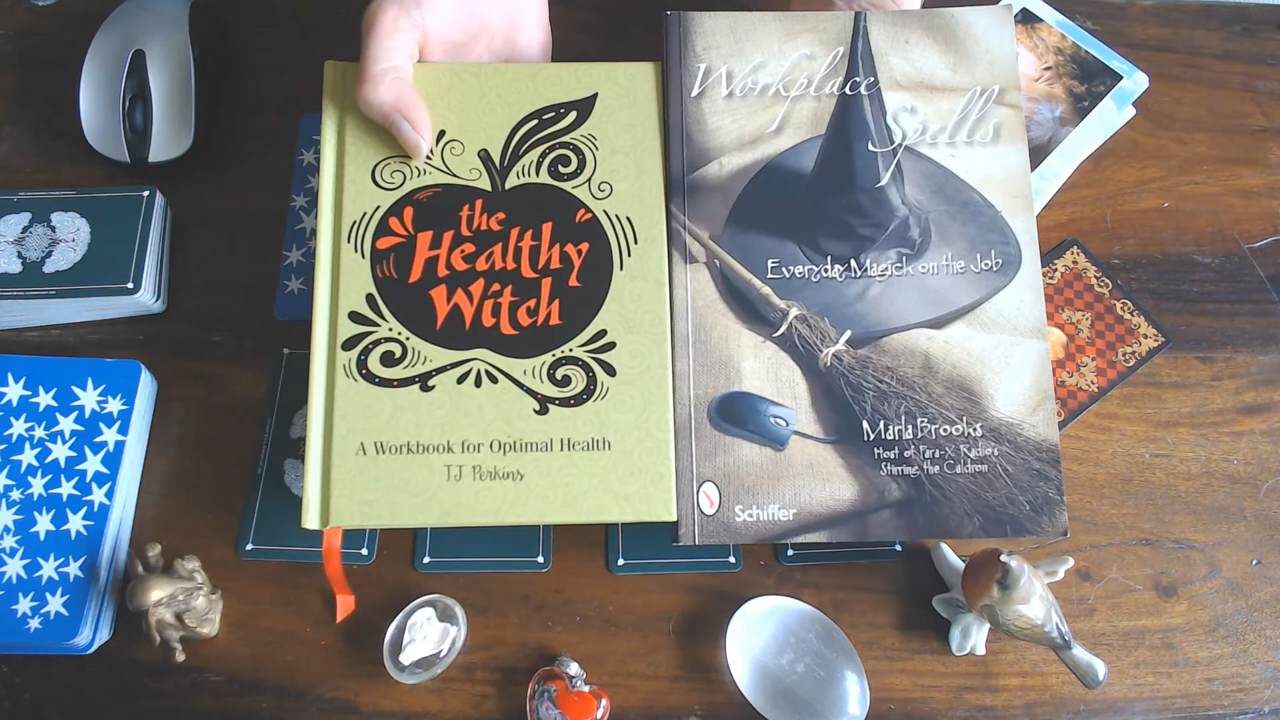 the
Healthy
Witch
A Workbook for Optimal Health
TJ Perkins
Workplace
Spells
Everyday Magick on the Job
Marla Brooks
Host of Para-X Radio's
Stirring the Caldron
Schiffer